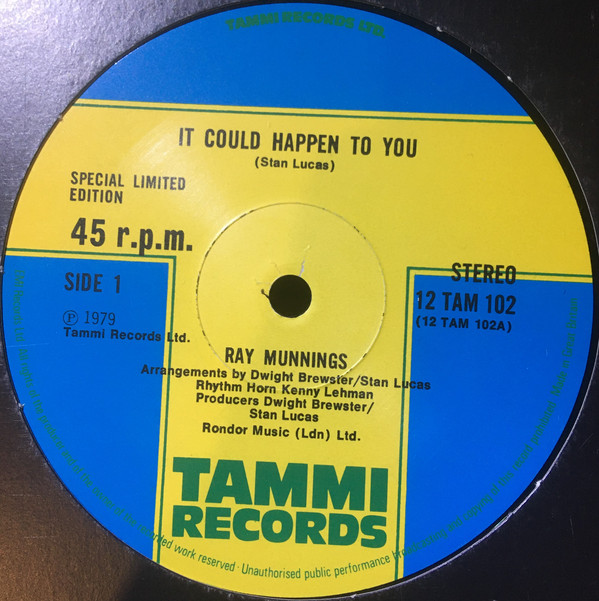 TAMMI RECORDS LTD
IT COULD HAPPEN TO YOU
(Stan Lucas)
SPECIAL LIMITED
EDITION
45 r.p.m.
SIDE 1
℗ 1979
Tammi Records Ltd.
STEREO
12 TAM 102
(12 TAM 102A)
RAY MUNNINGS
Arrangements by Dwight Brewster/Stan Lucas
Rhythm Horn Kenny Lehman
Producers Dwight Brewster/
Stan Lucas
Rondor Music (Ldn) Ltd.
TAMMI
RECORDS
recorded work reserved · Unauthorised public performance broadcasting